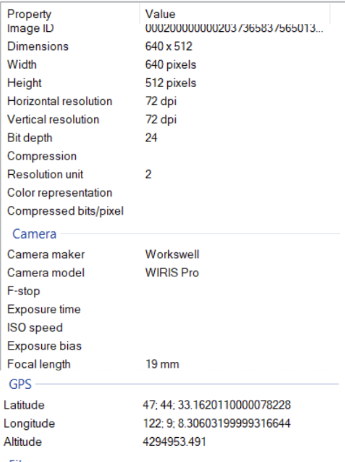 Property Value
Image ID 00020000000203736583756501​3...
Dimensions 640 x 512
Width 640 pixels
Height 512 pixels
Horizontal resolution 72 dpi
Vertical resolution 72 dpi
Bit depth 24
Compression
Resolution unit 2
Color representation
Compressed bits/pixel
Camera
Camera maker Workswell
Camera model WIRIS Pro
F-stop
Exposure time
ISO speed
Exposure bias
Focal length 19 mm
GPS
Latitude 47; 44; 33.1620110000078228
Longitude 122; 9; 8.30603199999316644
Altitude 4294953.491